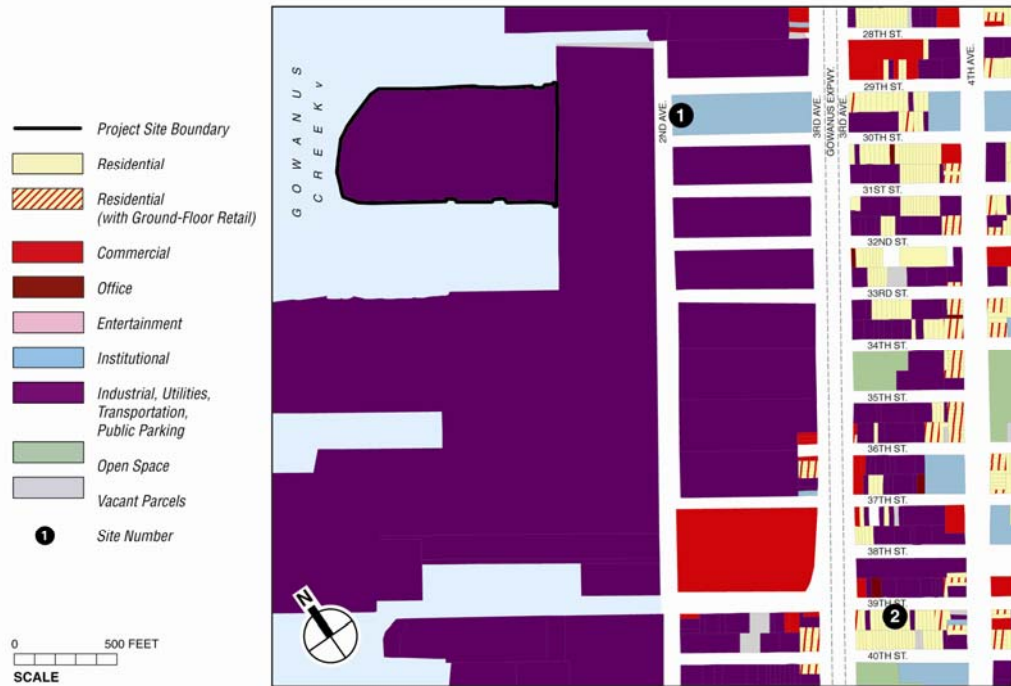 Project Site Boundary
Residential
Residential
(with Ground-Floor Retail)
Commercial
Office
Entertainment
Institutional
Industrial, Utilities,
Transportation,
Public Parking
Open Space
Vacant Parcels
1 Site Number
0 500 FEET
SCALE
N
GOWANUS
CREEKv
2ND AVE.
1
3RD AVE.
GOWANUS EXPWY.
3RD AVE.
4TH AVE.
28TH ST.
29TH ST.
30TH ST.
31ST ST.
32ND ST.
33RD ST.
34TH ST.
35TH ST.
36TH ST.
37TH ST.
38TH ST.
39TH ST.
2
40TH ST.